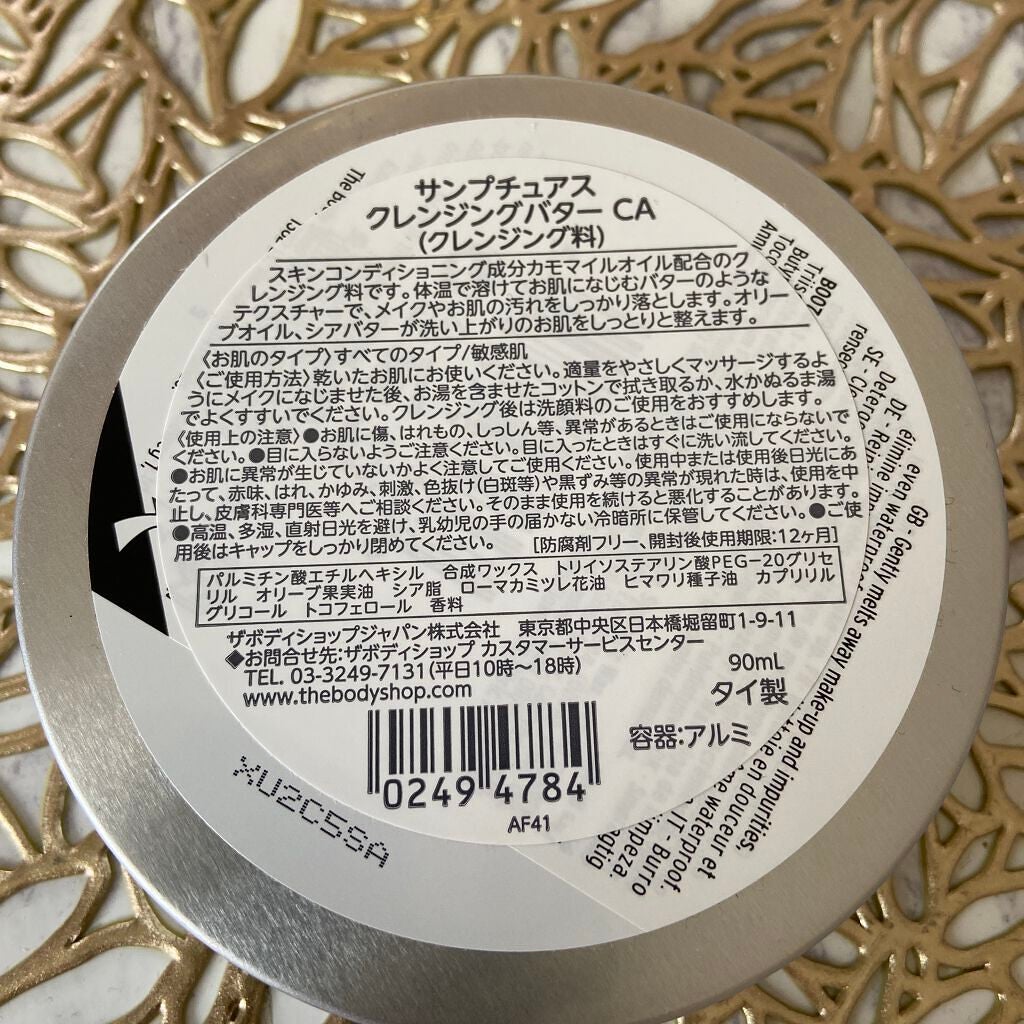 サンプチュアス
クレンジングバター CA
(クレンジング料)
スキンコンディショニング成分カモマイルオイル配合のク
レンジング料です。体温で溶けてお肌になじむバターのような
テクスチャーで、メイクやお肌の汚れをしっかり落とします。オリー
ブオイル、シアバターが洗い上がりのお肌をしっとりと整えます。
〈お肌のタイプ〉すべてのタイプ/敏感肌
〈ご使用方法〉乾いたお肌にお使いください。適量をやさしくマッサージするよ
うにメイクになじませた後、お湯を含ませたコットンで拭き取るか、水かぬるま湯
でよくすすいでください。クレンジング後は洗顔料のご使用をおすすめします。
〈使用上の注意〉●お肌に傷、はれもの、しっしん等、異常があるときはご使用にならないで
ください。●目に入らないようご注意ください。目に入ったときはすぐに洗い流してください。
●お肌に異常が生じていないかよく注意してご使用ください。使用中または使用後日光にあ
たって、赤味、はれ、かゆみ、刺激、色抜け(白斑等)や黒ずみ等の異常が現れた時は、使用を中
止し、皮膚科専門医等へご相談ください。そのまま使用を続けると悪化することがあります。
●高温、多湿、直射日光を避け、乳幼児の手の届かない冷暗所に保管してください。●ご使
用後はキャップをしっかり閉めてください。 [防腐剤フリー、開封後使用期限:12ヶ月]
パルミチン酸エチルヘキシル 合成ワックス トリイソステアリン酸PEG-20グリセ
リル オリーブ果実油 シア脂 ローマカミツレ花油 ヒマワリ種子油 カプリリル
グリコール トコフェロール 香料
ザボディショップジャパン株式会社 東京都中央区日本橋堀留町1-9-11
◆お問合せ先:ザボディショップ カスタマーサービスセンター
TEL. 03-3249-7131(平日10時～18時)
www.thebodyshop.com
90mL
タイ製
容器:アルミ
0249 4784
AF41
XU2C58A
GB - Gently melts away make-up and impurities,
even waterproof
élimine
DE - Reini
SE -
BOOT
en douceur et
waterproof.
IT - Burro